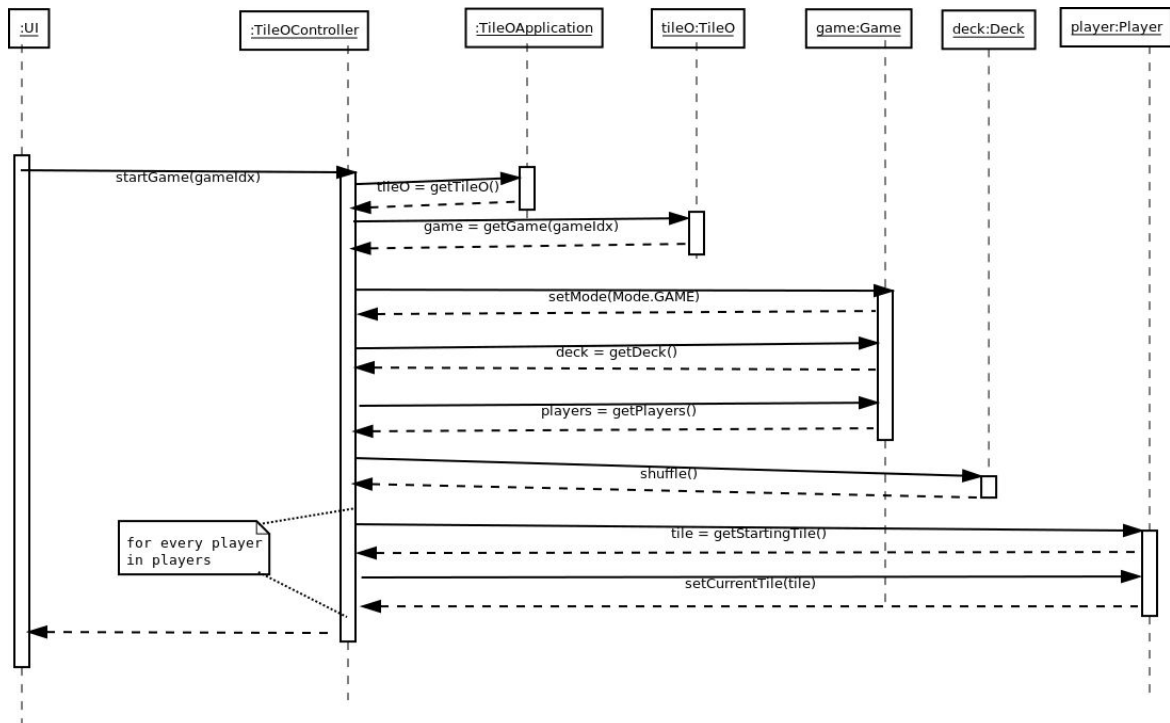 :UI
:TileOController
:TileOApplication
tileO:TileO
game:Game
deck:Deck
player:Player
startGame(gameIdx)
tileO = getTileO()
game = getGame(gameIdx)
setMode(Mode.GAME)
deck = getDeck()
players = getPlayers()
shuffle()
for every player
in players
tile = getStartingTile()
setCurrentTile(tile)